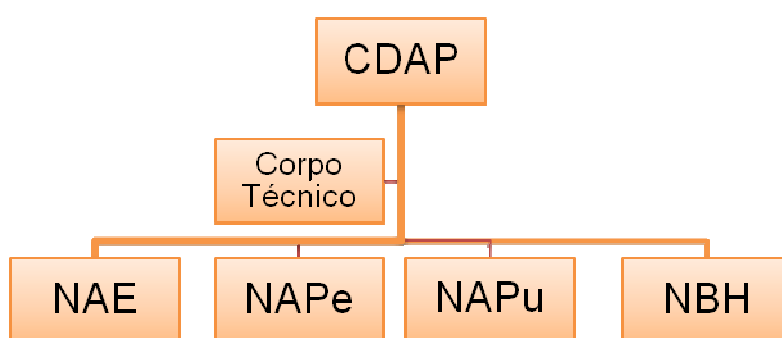 CDAP
Corpo
Técnico
NAE
NAPe
NAPu
NBH